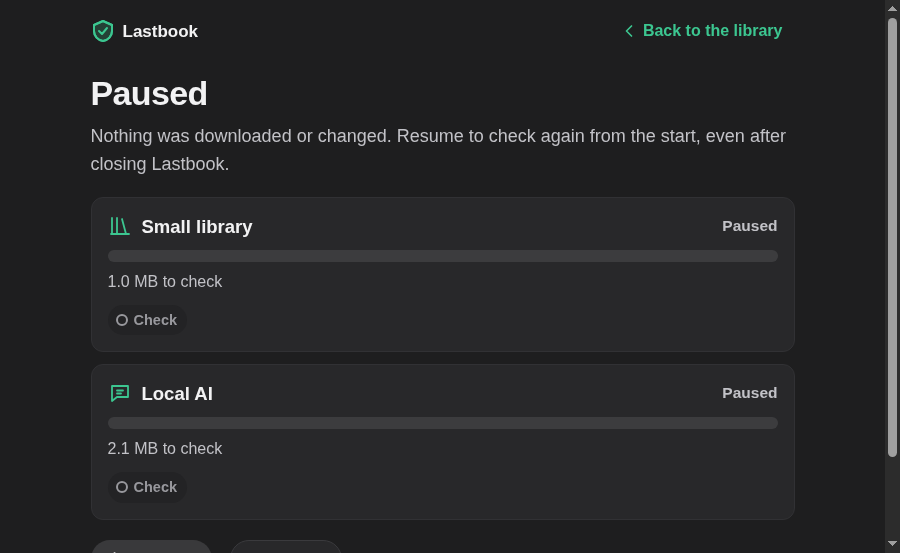 Lastbook
Back to the library
Paused
Nothing was downloaded or changed. Resume to check again from the start, even after
closing Lastbook.
Small library
Paused
1.0 MB to check
Check
Local AI
Paused
2.1 MB to check
Check